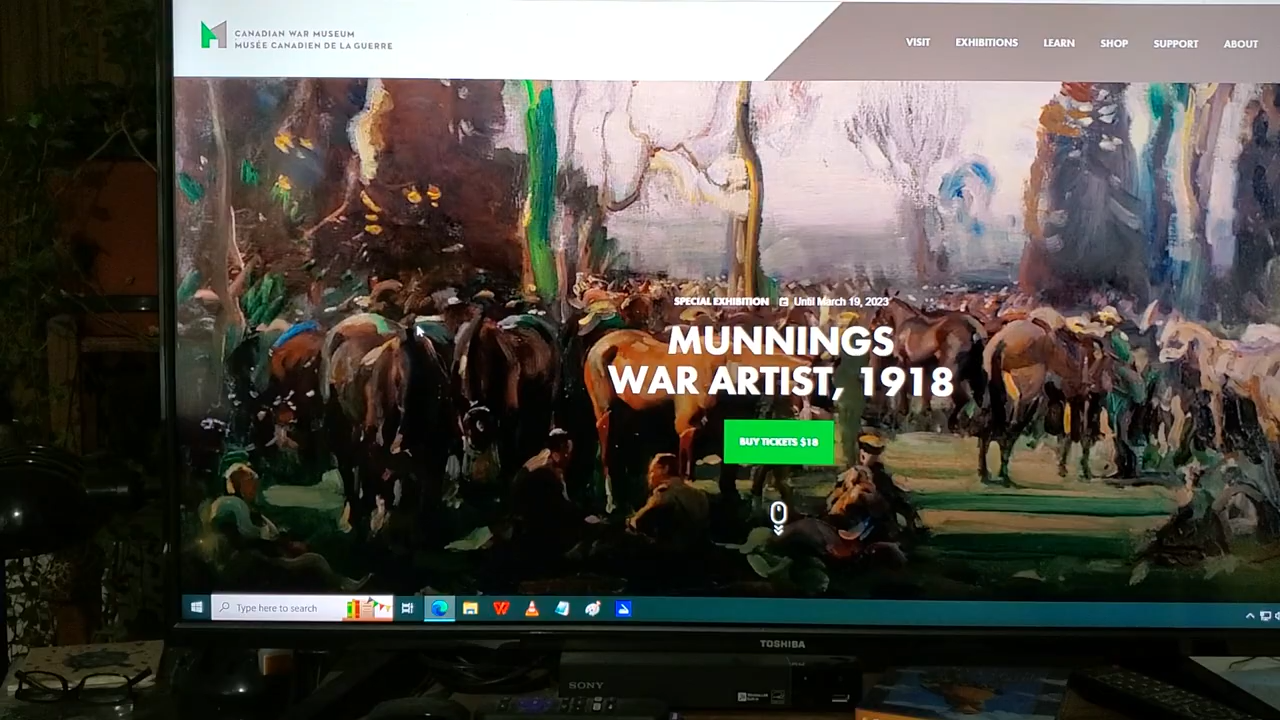 CANADIAN WAR MUSEUM
MUSÉE CANADIEN DE LA GUERRE
VISIT EXHIBITIONS LEARN SHOP SUPPORT ABOUT
SPECIAL EXHIBITION Until March 19, 2023
MUNNINGS
WAR ARTIST, 1918
BUY TICKETS $18
Type here to search
TOSHIBA
SONY